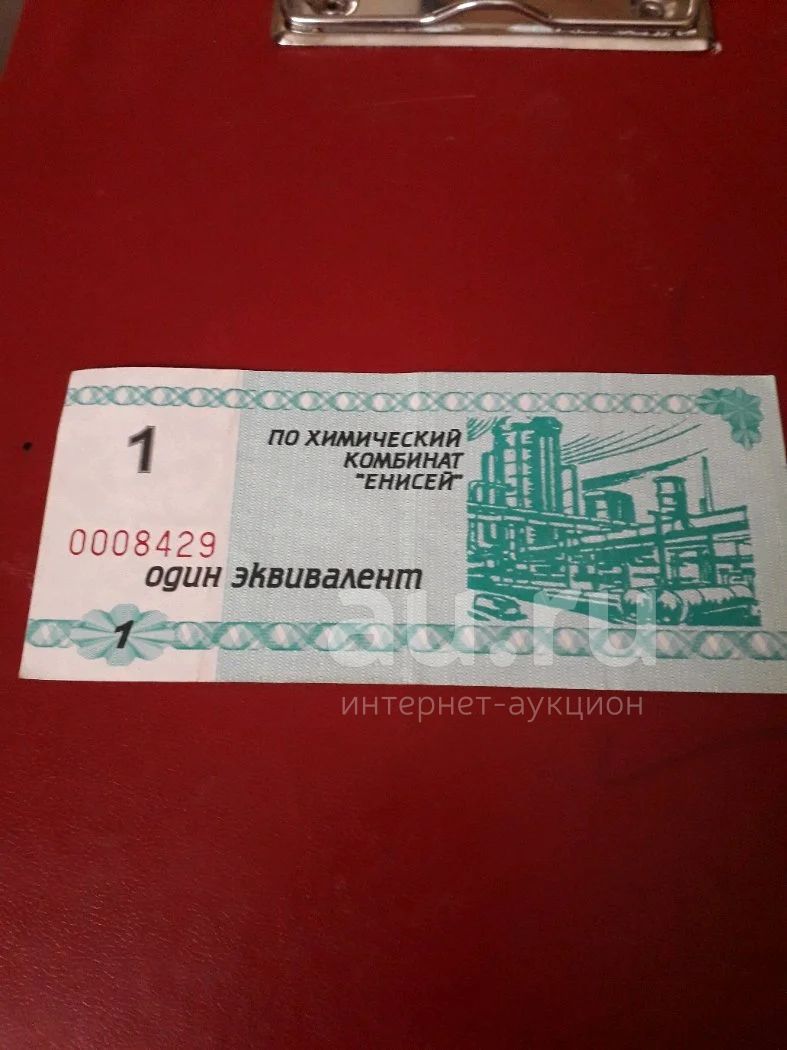 1
ПО ХИМИЧЕСКИЙ
КОМБИНАТ
"ЕНИСЕЙ"
0008429
один эквивалент
1
au.ru
интернет-аукцион